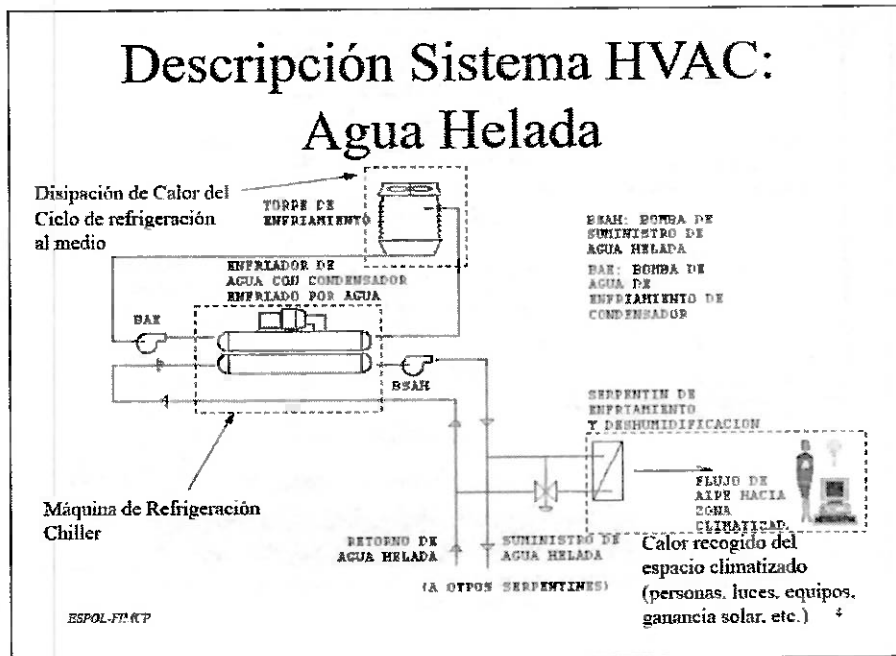 Descripción Sistema HVAC:
Agua Helada
Disipación de Calor del
Ciclo de refrigeración
al medio
TORRE DE
ENFRIAMIENTO
BSAH: BOMBA DE
SUMINISTRO DE
AGUA HELADA
BAE: BOMBA DE
AGUA DE
ENFRIAMIENTO DE
CONDENSADOR
ENFRIADOR DE
AGUA CON CONDENSADOR
ENFRIADO POR AGUA
BAE
BSAH
SERPENTIN DE
ENFRIAMIENTO
Y DESHUMIDIFICACION
FLUJO DE
AIRE HACIA
ZONA
CLIMATIZAD.
Máquina de Refrigeración
Chiller
RETORNO DE
AGUA HELADA
SUMINISTRO DE
AGUA HELADA
(A OTROS SERPENTINES)
Calor recogido del
espacio climatizado
(personas, luces, equipos,
ganancia solar, etc.)
ESPOL-FIMCP